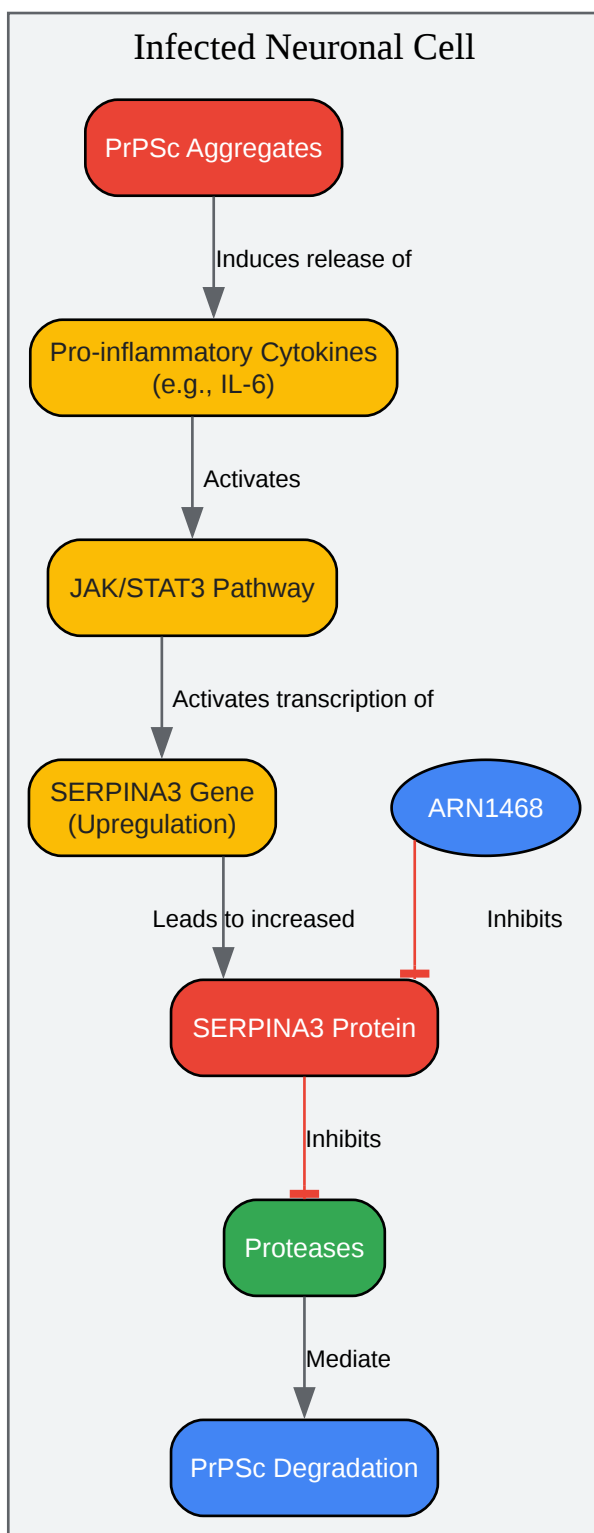 Infected Neuronal Cell
PrPSc Aggregates
Induces release of
Pro-inflammatory Cytokines
(e.g., IL-6)
Activates
JAK/STAT3 Pathway
Activates transcription of
SERPINA3 Gene
(Upregulation)
ARN1468
Leads to increased
Inhibits
SERPINA3 Protein
Inhibits
Proteases
Mediate
PrPSc Degradation